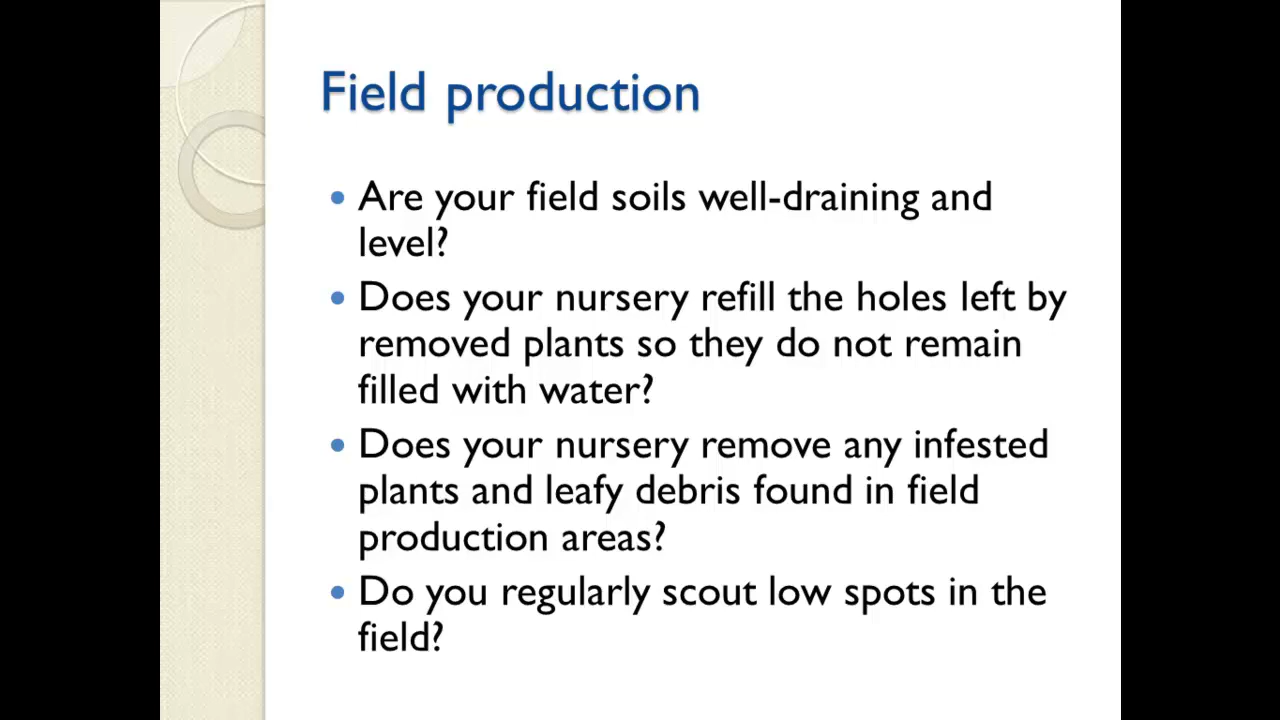 Field production
• Are your field soils well-draining and
level?
• Does your nursery refill the holes left by
removed plants so they do not remain
filled with water?
• Does your nursery remove any infested
plants and leafy debris found in field
production areas?
• Do you regularly scout low spots in the
field?